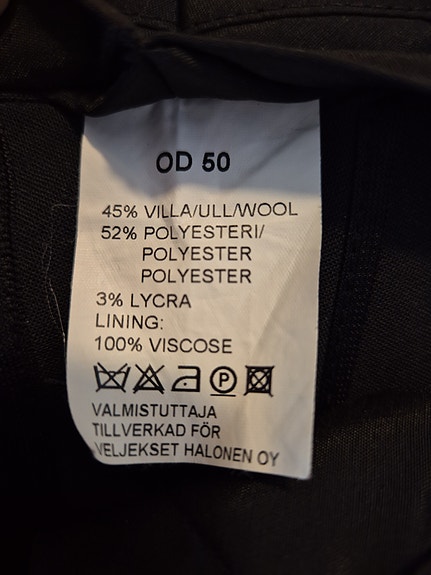 OD 50
45% VILLA/ULL/WOOL
52% POLYESTERI/
POLYESTER
POLYESTER
3% LYCRA
LINING:
100% VISCOSE
P
VALMISTUTTAJA
TILLVERKAD FÖR
VELJEKSET HALONEN OY